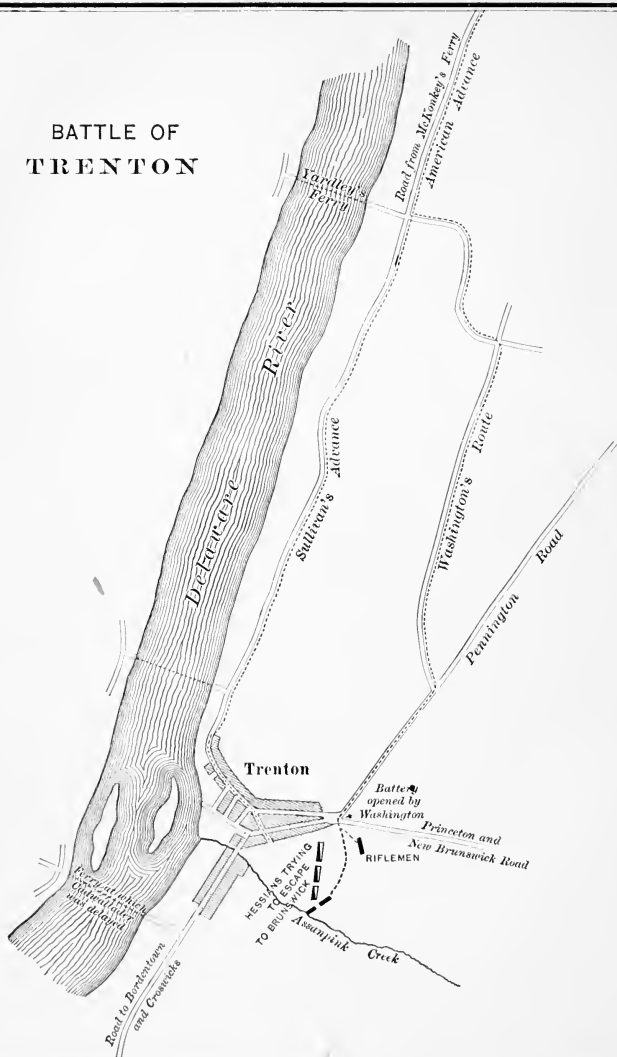 BATTLE OF
TRENTON
Road from McKonkey's Ferry
American Advance
Yardley's
Ferry
River
Delaware
Sullivan's Advance
Washington's Route
Pennington Road
Trenton
Battery
opened by
Washington
Princeton and
New Brunswick Road
RIFLEMEN
HESSIANS TRYING
TO ESCAPE
TO BRUNSWICK
Assanpink Creek
Ferry at which
Cadwallader
was delayed
Road to Bordentown
and Croswicks